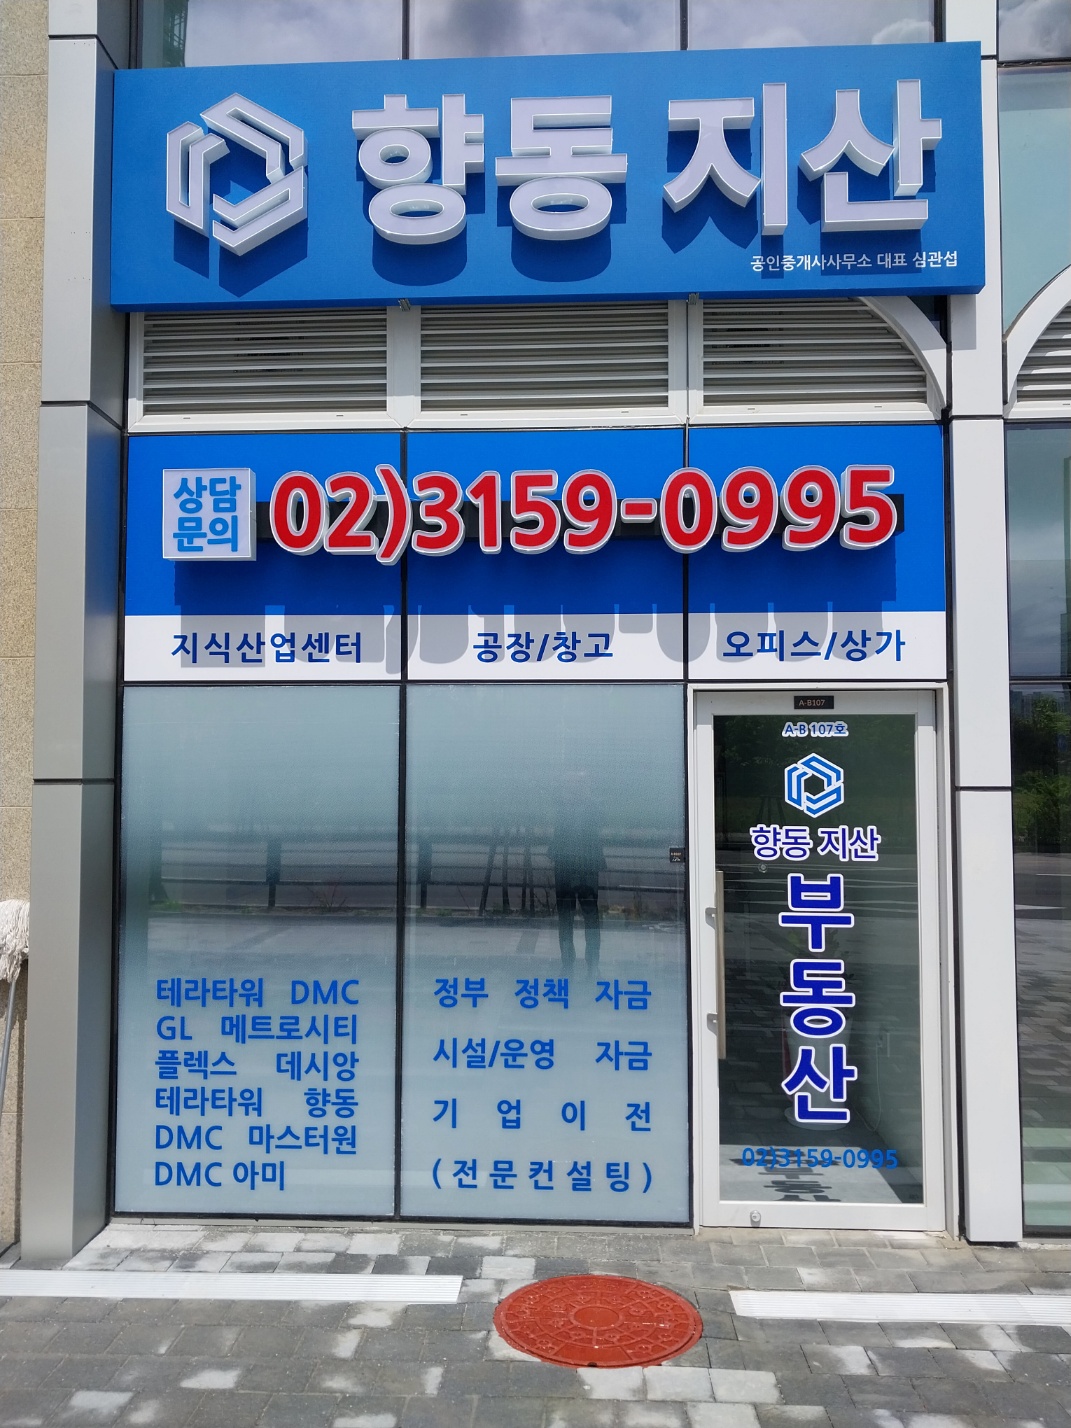 향동 지산
공인중개사사무소 대표 심관섭
상담
문의
02)3159-0995
지식산업센터
공장/창고
오피스/상가
테라타워 DMC
GL 메트로시티
플렉스 데시앙
테라타워 향동
DMC 마스터원
DMC 아미
정부 정책 자금
시설/운영 자금
기업이전
(전문컨설팅)
A-B107
A-B 107호
향동 지산
부동산
02)3159-0995